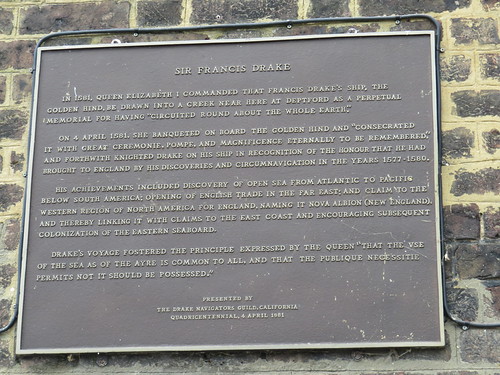 SIR FRANCIS DRAKE
IN 1581, QUEEN ELIZABETH I COMMANDED THAT FRANCIS DRAKE'S SHIP, THE
GOLDEN HIND, BE DRAWN INTO A CREEK NEAR HERE AT DEPTFORD AS A PERPETUAL
MEMORIAL FOR HAVING "CIRCUITED ROUND ABOUT THE WHOLE EARTH."
ON 4 APRIL 1581, SHE BANQUETED ON BOARD THE GOLDEN HIND AND "CONSECRATED
IT WITH GREAT CEREMONIE, POMPE, AND MAGNIFICENCE ETERNALLY TO BE REMEMBERED,"
AND FORTHWITH KNIGHTED DRAKE ON HIS SHIP IN RECOGNITION OF THE HONOUR THAT HE HAD
BROUGHT TO ENGLAND BY HIS DISCOVERIES AND CIRCUMNAVIGATION IN THE YEARS 1577-1580.
HIS ACHIEVEMENTS INCLUDED DISCOVERY OF OPEN SEA FROM ATLANTIC TO PACIFIC
BELOW SOUTH AMERICA; OPENING OF ENGLISH TRADE IN THE FAR EAST; AND CLAIM TO THE
WESTERN REGION OF NORTH AMERICA FOR ENGLAND, NAMING IT NOVA ALBION (NEW ENGLAND),
AND THEREBY LINKING IT WITH CLAIMS TO THE EAST COAST AND ENCOURAGING SUBSEQUENT
COLONIZATION OF THE EASTERN SEABOARD.
DRAKE'S VOYAGE FOSTERED THE PRINCIPLE EXPRESSED BY THE QUEEN "THAT THE VSE
OF THE SEA AS OF THE AYRE IS COMMON TO ALL, AND THAT THE PUBLIQUE NECESSITIE
PERMITS NOT IT SHOULD BE POSSESSED."
PRESENTED BY
THE DRAKE NAVIGATORS GUILD, CALIFORNIA
QUADRICENTENNIAL, 4 APRIL 1981